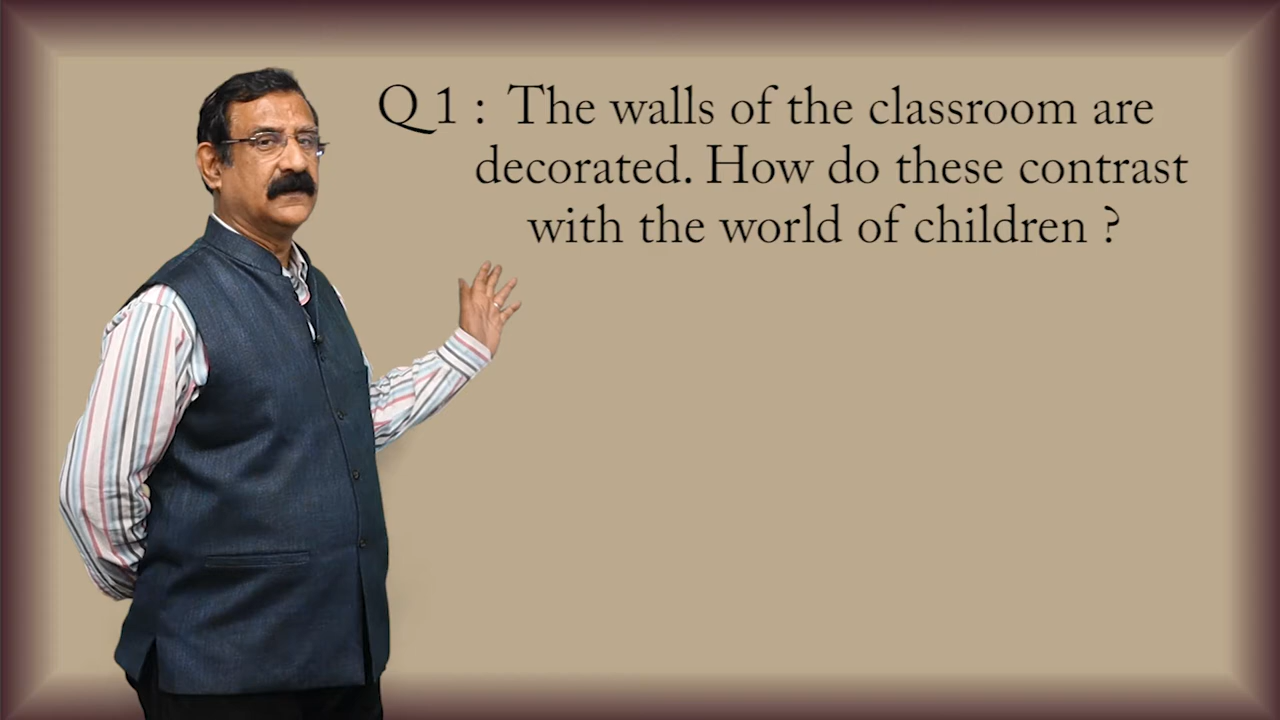 Q 1 : The walls of the classroom are
decorated. How do these contrast
with the world of children ?